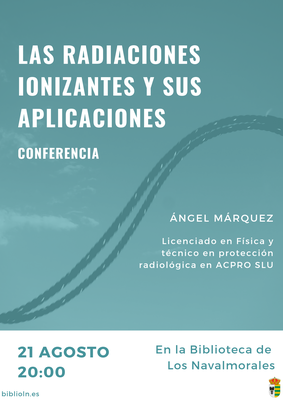 LAS RADIACIONES
IONIZANTES Y SUS
APLICACIONES
CONFERENCIA
ÁNGEL MÁRQUEZ
Licenciado en Física y
técnico en protección
radiológica en ACPRO SLU
21 AGOSTO
20:00
En la Biblioteca de
Los Navalmorales
biblioln.es